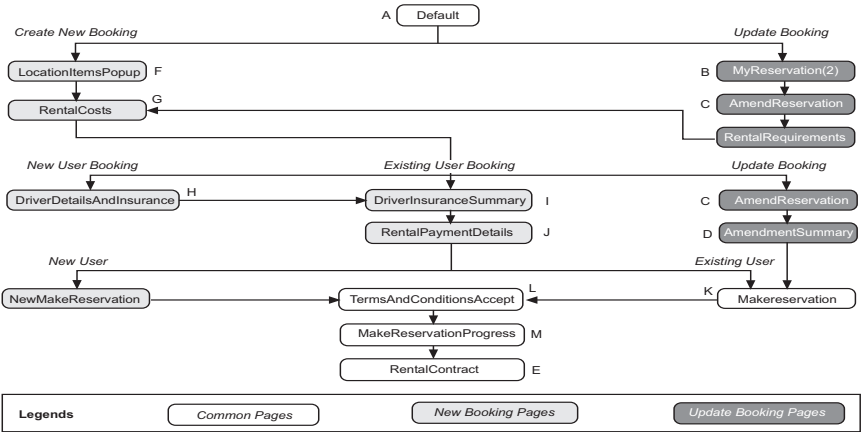 A Default
Create New Booking Update Booking
LocationItemsPopup F B MyReservation(2)
G C AmendReservation
RentalCosts
RentalRequirements
New User Booking Existing User Booking Update Booking
DriverDetailsAndInsurance H DriverInsuranceSummary I C AmendReservation
RentalPaymentDetails J D AmendmentSummary
New User Existing User
NewMakeReservation TermsAndConditionsAccept L K Makereservation
MakeReservationProgress M
RentalContract E
Legends Common Pages New Booking Pages Update Booking Pages